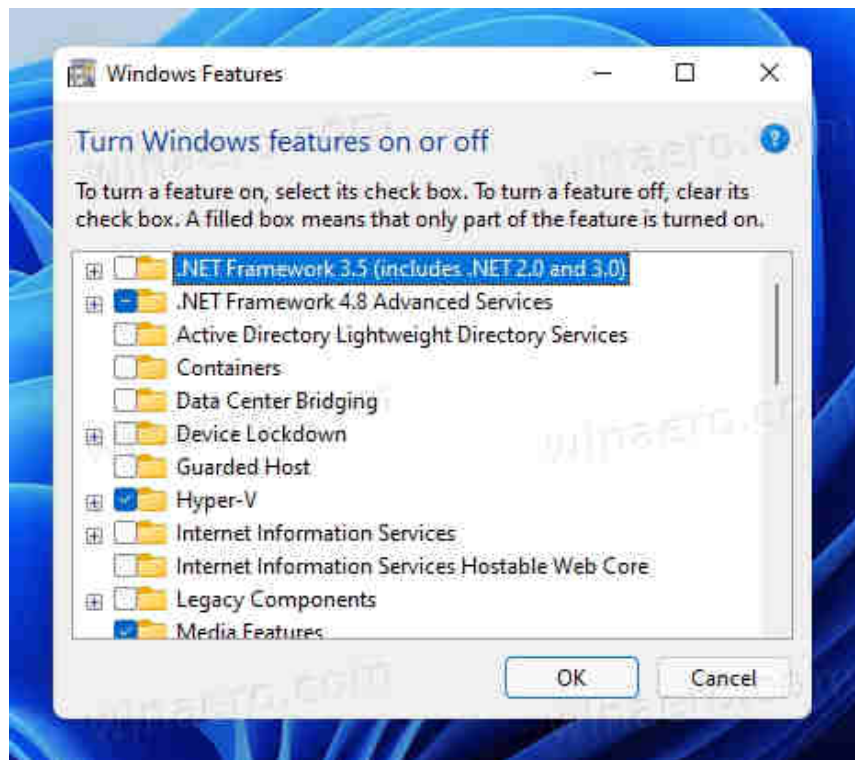 Windows Features
Turn Windows features on or off
To turn a feature on, select its check box. To turn a feature off, clear its
check box. A filled box means that only part of the feature is turned on.
.NET Framework 3.5 (includes .NET 2.0 and 3.0)
.NET Framework 4.8 Advanced Services
Active Directory Lightweight Directory Services
Containers
Data Center Bridging
Device Lockdown
Guarded Host
Hyper-V
Internet Information Services
Internet Information Services Hostable Web Core
Legacy Components
Media Features
OK Cancel
winaero.com